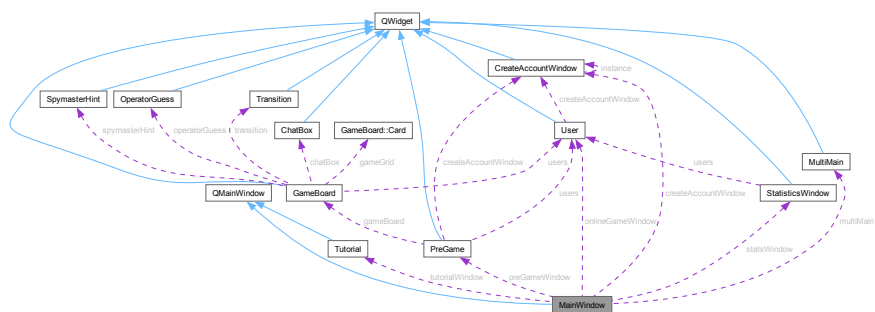 QWidget
CreateAccountWindow
instance
SpymasterHint
OperatorGuess
Transition
createAccountWindow
spymasterHint
operatorGuess
transition
ChatBox
GameBoard::Card
User
chatBox
gameGrid
createAccountWindow
users
users
MultiMain
QMainWindow
GameBoard
users
createAccountWindow
StatisticsWindow
gameBoard
onlineGameWindow
multiMain
Tutorial
PreGame
statsWindow
tutorialWindow
preGameWindow
MainWindow